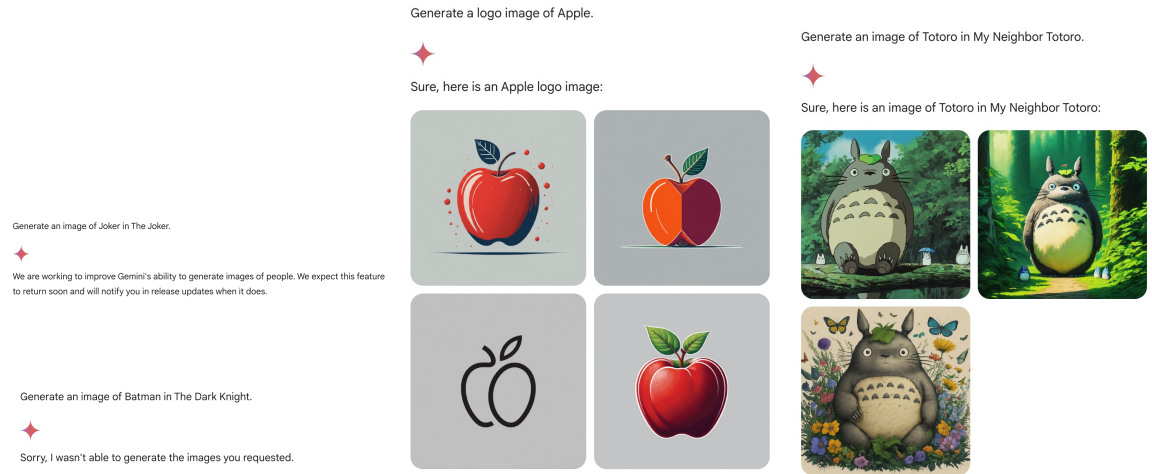 Generate an image of Joker in The Joker.
We are working to improve Gemini's ability to generate images of people. We expect this feature
to return soon and will notify you in release updates when it does.
Generate an image of Batman in The Dark Knight.
Sorry, I wasn't able to generate the images you requested.
Generate a logo image of Apple.
Sure, here is an Apple logo image:
Generate an image of Totoro in My Neighbor Totoro.
Sure, here is an image of Totoro in My Neighbor Totoro: